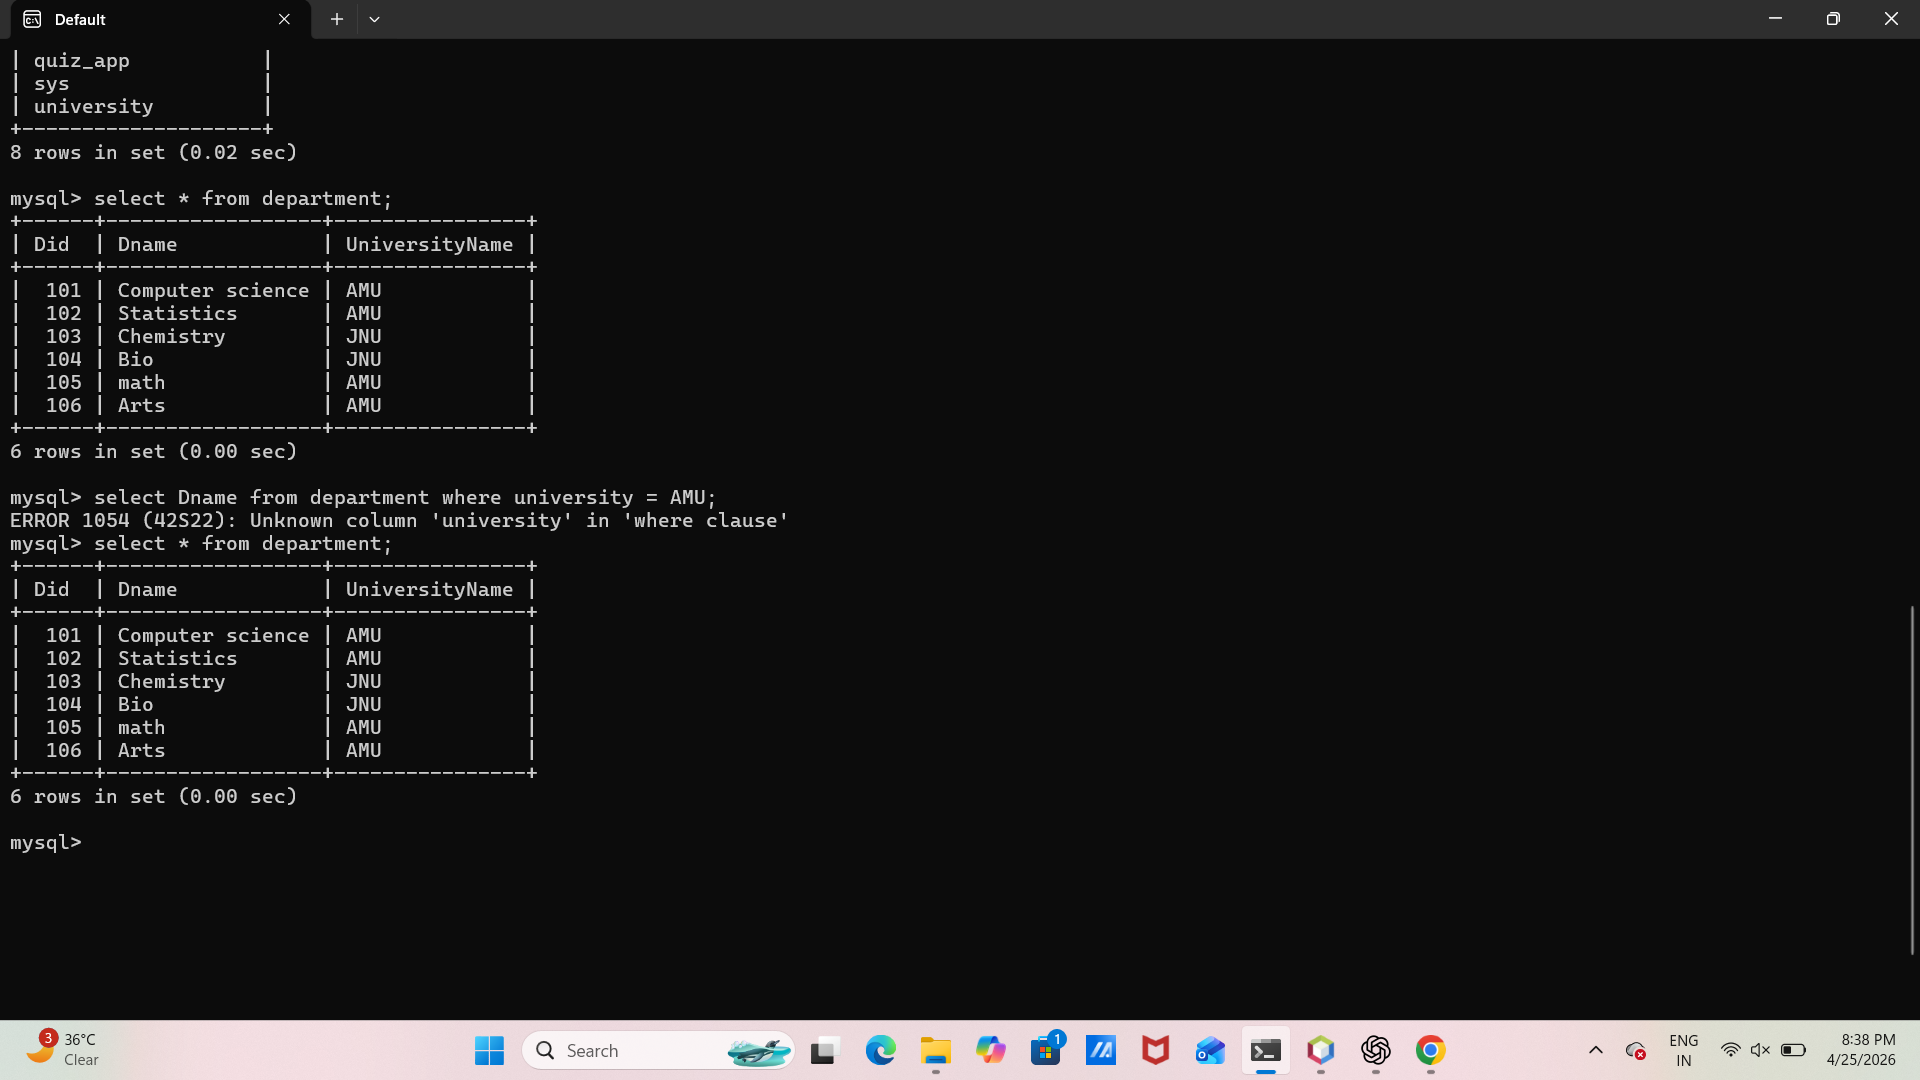 Default
| quiz_app           |
| sys                |
| university         |
+--------------------+
8 rows in set (0.02 sec)
mysql> select * from department;
+------+------------------+----------------+
| Did  | Dname            | UniversityName |
+------+------------------+----------------+
|  101 | Computer science | AMU            |
|  102 | Statistics       | AMU            |
|  103 | Chemistry        | JNU            |
|  104 | Bio              | JNU            |
|  105 | math             | AMU            |
|  106 | Arts             | AMU            |
+------+------------------+----------------+
6 rows in set (0.00 sec)
mysql> select Dname from department where university = AMU;
ERROR 1054 (42S22): Unknown column 'university' in 'where clause'
mysql> select * from department;
+------+------------------+----------------+
| Did  | Dname            | UniversityName |
+------+------------------+----------------+
|  101 | Computer science | AMU            |
|  102 | Statistics       | AMU            |
|  103 | Chemistry        | JNU            |
|  104 | Bio              | JNU            |
|  105 | math             | AMU            |
|  106 | Arts             | AMU            |
+------+------------------+----------------+
6 rows in set (0.00 sec)
mysql>
3
36°C
Clear
Search
1
ENG
IN
8:38 PM
4/25/2026